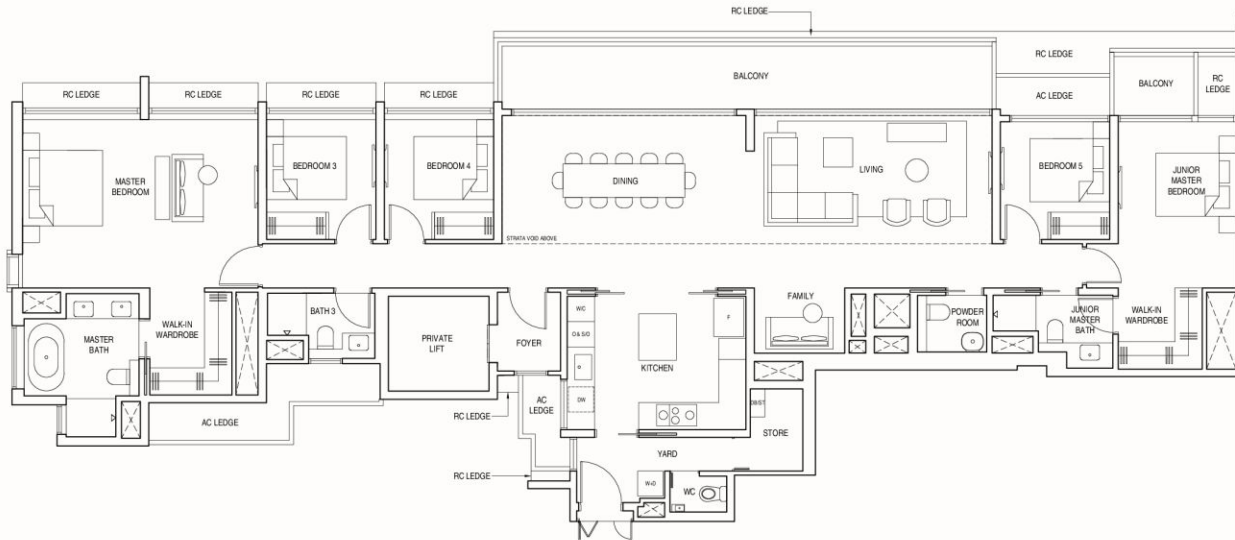 RC LEDGE
BALCONY
RC LEDGE
AC LEDGE
BALCONY
RC
LEDGE
RC LEDGE
RC LEDGE
RC LEDGE
RC LEDGE
MASTER
BEDROOM
BEDROOM 3
BEDROOM 4
DINING
LIVING
BEDROOM 5
JUNIOR
MASTER
BEDROOM
STRATA VOID ABOVE
MASTER
BATH
WALK-IN
WARDROBE
BATH 3
PRIVATE
LIFT
FOYER
W/C
O & S/O
DW
KITCHEN
F
FAMILY
POWDER
ROOM
JUNIOR
MASTER
BATH
WALK-IN
WARDROBE
AC LEDGE
RC LEDGE
AC
LEDGE
DB/ST
STORE
YARD
RC LEDGE
W+D
WC